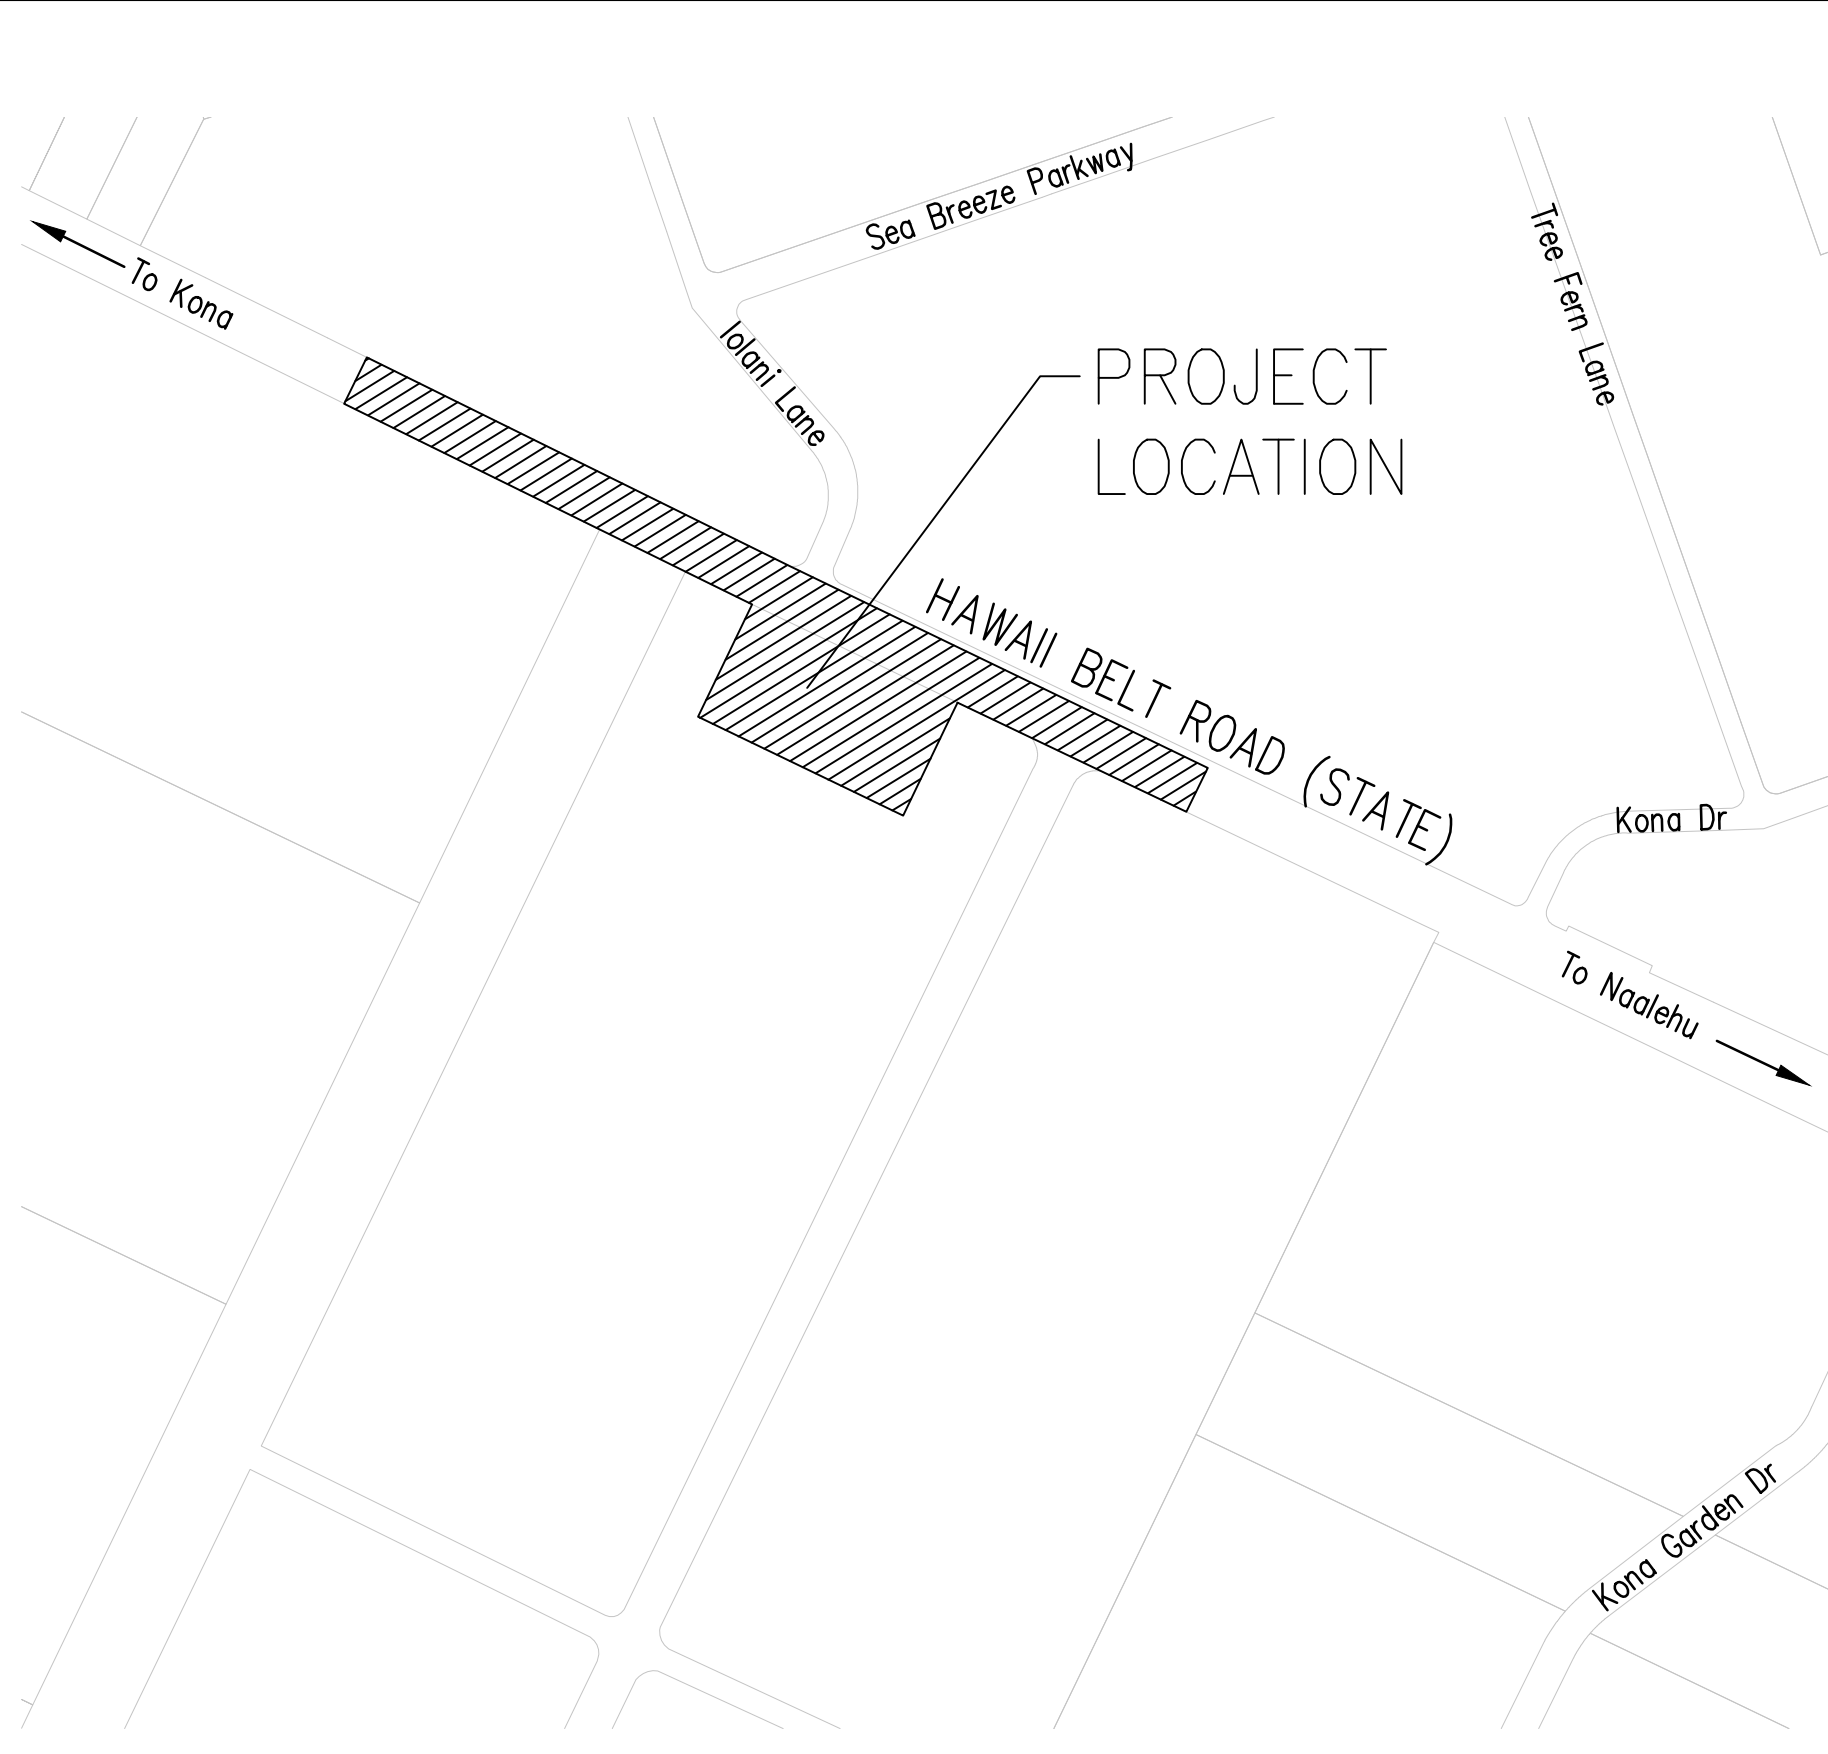 Sea Breeze Parkway
Tree Fern Lane
To Kona
Iolani Lane
PROJECT
LOCATION
HAWAII BELT ROAD (STATE)
Kona Dr
To Naalehu
Kona Garden Dr